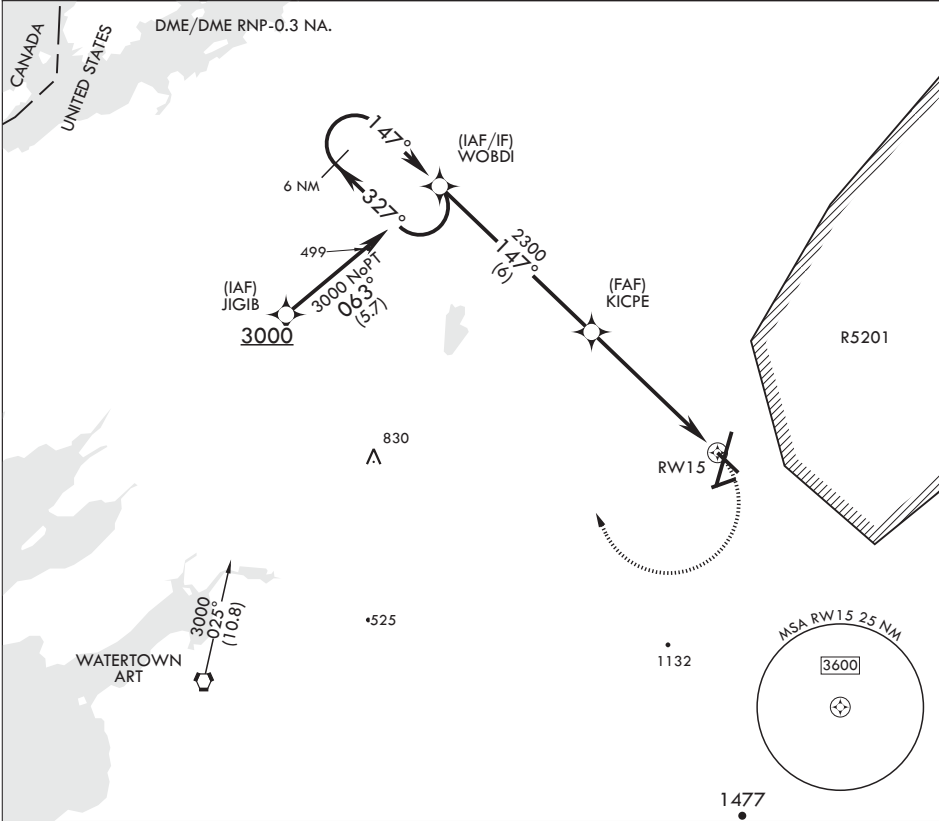 DME/DME RNP-0.3 NA.
CANADA
UNITED STATES
147°
(IAF/IF)
WOBDI
6 NM
327°
2300
147°
(6)
499
3000 NoPT
063°
(5.7)
(IAF)
JIGIB
3000
(FAF)
KICPE
R5201
830
RW15
3000
025°
(10.8)
525
WATERTOWN
ART
1132
MSA RW15 25 NM
3600
1477